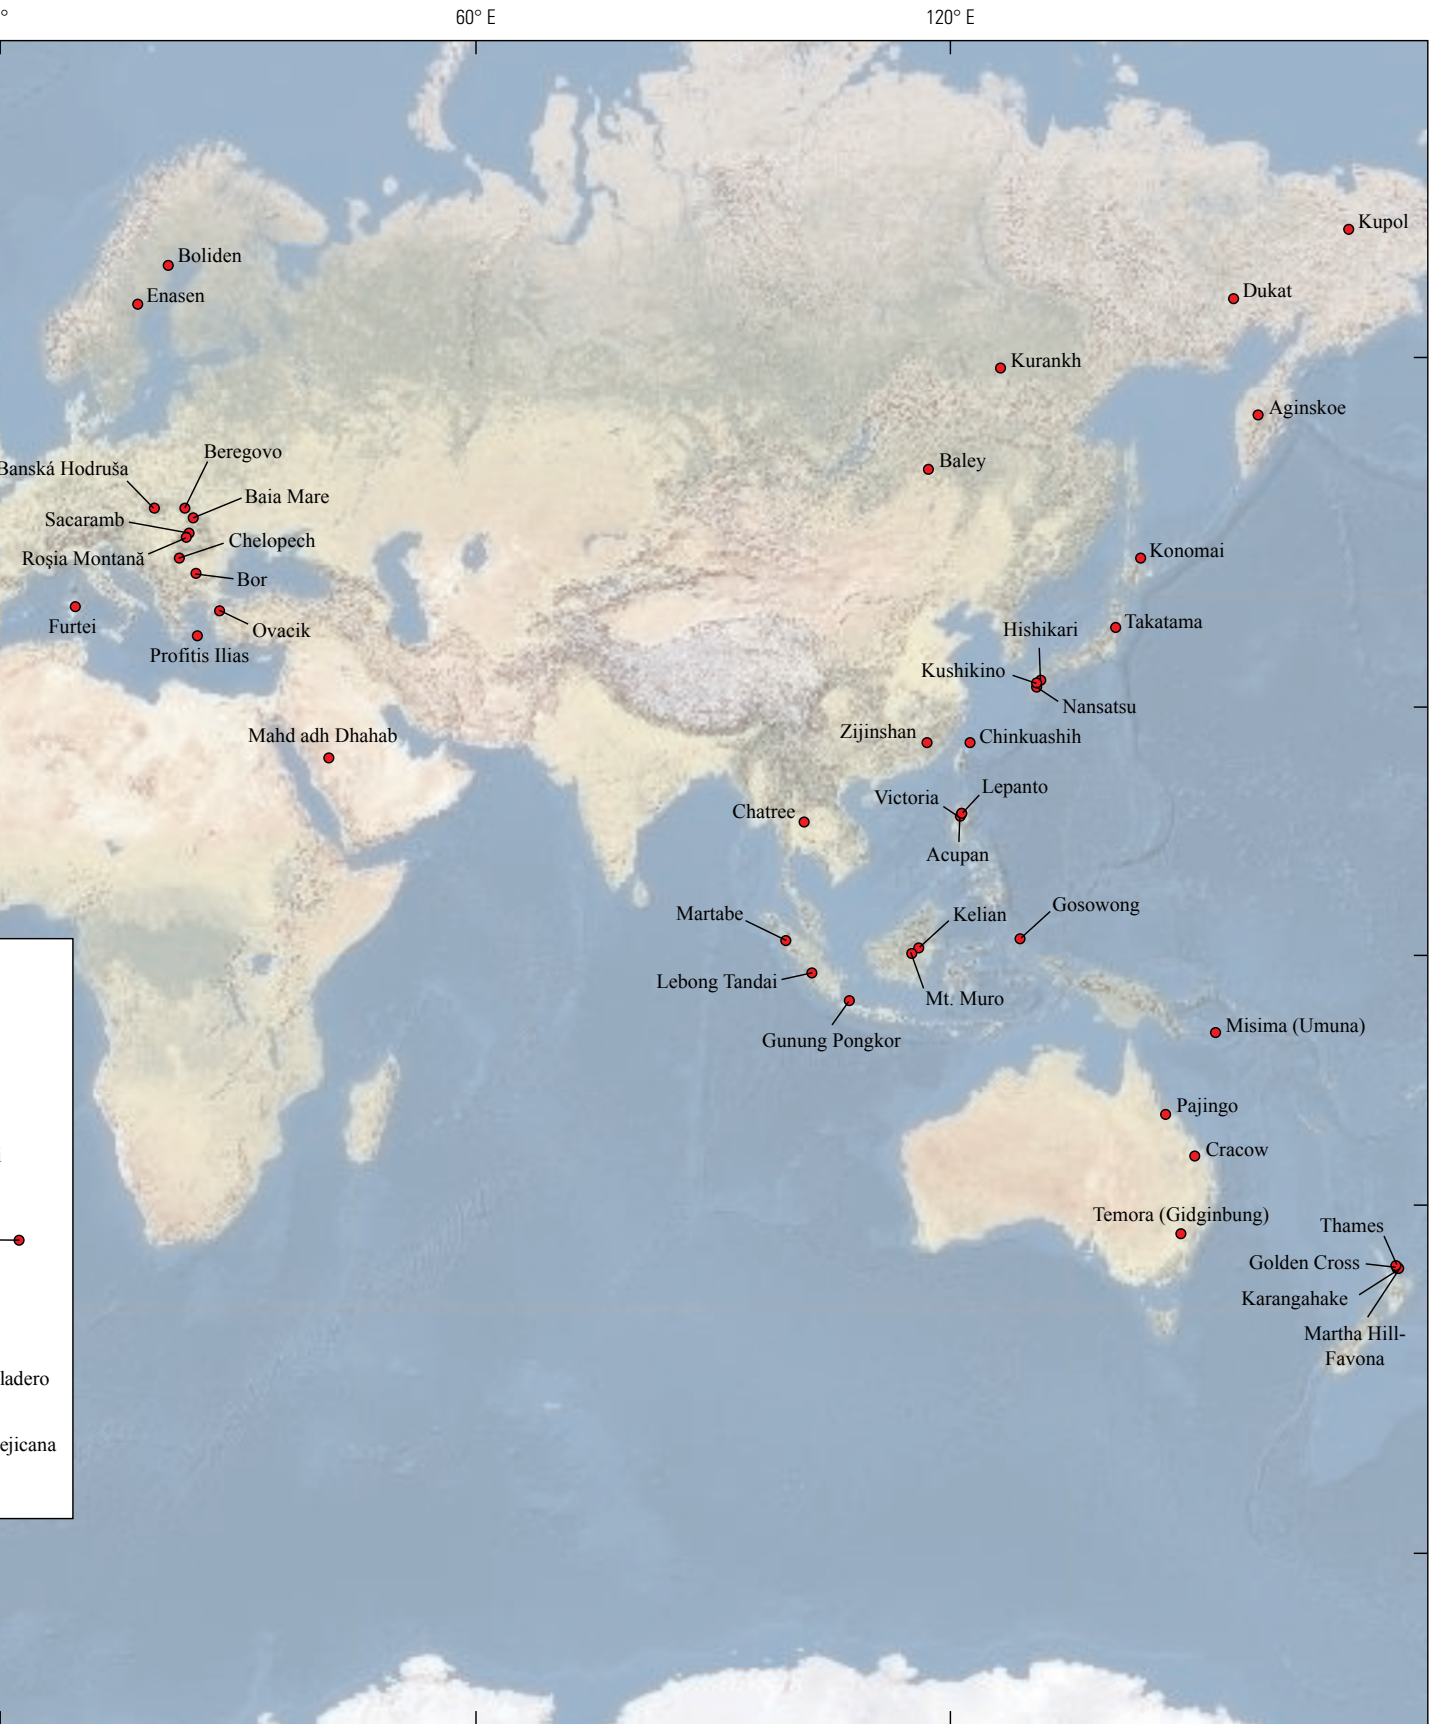 °
60° E
120° E
Kupol
Boliden
Dukat
Enasen
Kurankh
Aginskoe
Beregovo
Banská Hodruša
Baley
Baia Mare
Sacaramb
Chelopech
Roşia Montană
Konomai
Bor
Furtei
Ovacik
Takatama
Hishikari
Profitis Ilias
Kushikino
Nansatsu
Mahd adh Dhahab
Zijinshan
Chinkuashih
Lepanto
Victoria
Chatree
Acupan
Martabe
Kelian
Gosowong
Lebong Tandai
Mt. Muro
Gunung Pongkor
Misima (Umuna)
Pajingo
Cracow
i
Temora (Gidginbung)
Thames
Golden Cross
Karangahake
Martha Hill-
Favona
ladero
ejicana